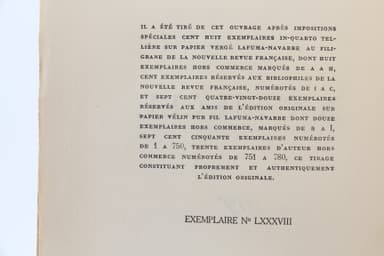 IL A ÉTÉ TIRÉ DE CET OUVRAGE APRÈS IMPOSITIONS
SPÉCIALES CENT HUIT EXEMPLAIRES IN-QUARTO TEL-
LIÈRE SUR PAPIER VERGÉ LAFUMA-NAVARRE AU FILI-
GRANE DE LA NOUVELLE REVUE FRANÇAISE, DONT HUIT
EXEMPLAIRES HORS COMMERCE MARQUÉS DE A A H,
CENT EXEMPLAIRES RÉSERVÉS AUX BIBLIOPHILES DE LA
NOUVELLE REVUE FRANÇAISE, NUMÉROTÉS DE I A C,
ET SEPT CENT QUATRE-VINGT-DOUZE EXEMPLAIRES
RÉSERVÉS AUX AMIS DE L'ÉDITION ORIGINALE SUR
PAPIER VÉLIN PUR FIL LAFUMA-NAVARRE DONT DOUZE
EXEMPLAIRES HORS COMMERCE, MARQUÉS DE a A l,
SEPT CENT CINQUANTE EXEMPLAIRES NUMÉROTÉS
DE 1 A 750, TRENTE EXEMPLAIRES D'AUTEUR HORS
COMMERCE NUMÉROTÉS DE 751 A 780, CE TIRAGE
CONSTITUANT PROPREMENT ET AUTHENTIQUEMENT
L'ÉDITION ORIGINALE.
EXEMPLAIRE No LXXXVIII